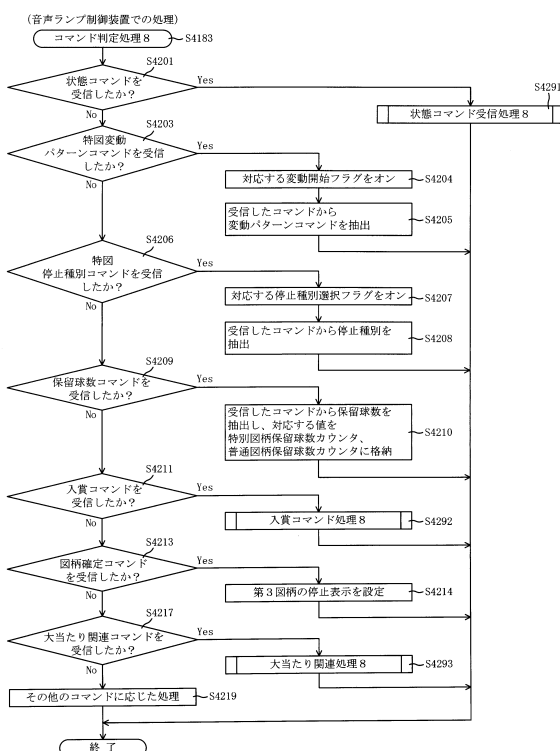 (音声ランプ制御装置での処理)
コマンド判定処理8
S4183
S4201
状態コマンドを
受信したか?
Yes
No
S4291
状態コマンド受信処理8
S4203
特図変動
パターンコマンドを受信
したか?
Yes
No
対応する変動開始フラグをオン
S4204
受信したコマンドから
変動パターンコマンドを抽出
S4205
S4206
特図
停止種別コマンドを受信
したか?
Yes
No
対応する停止種別選択フラグをオン
S4207
受信したコマンドから停止種別を
抽出
S4208
S4209
保留球数コマンドを
受信したか?
Yes
No
受信したコマンドから保留球数を
抽出し、対応する値を
特別図柄保留球数カウンタ、
普通図柄保留球数カウンタに格納
S4210
S4211
入賞コマンドを
受信したか?
Yes
No
入賞コマンド処理8
S4292
S4213
図柄確定コマンド
を受信したか?
Yes
No
第3図柄の停止表示を設定
S4214
S4217
大当たり関連コマンドを
受信したか?
Yes
No
大当たり関連処理8
S4293
その他のコマンドに応じた処理
S4219
終了